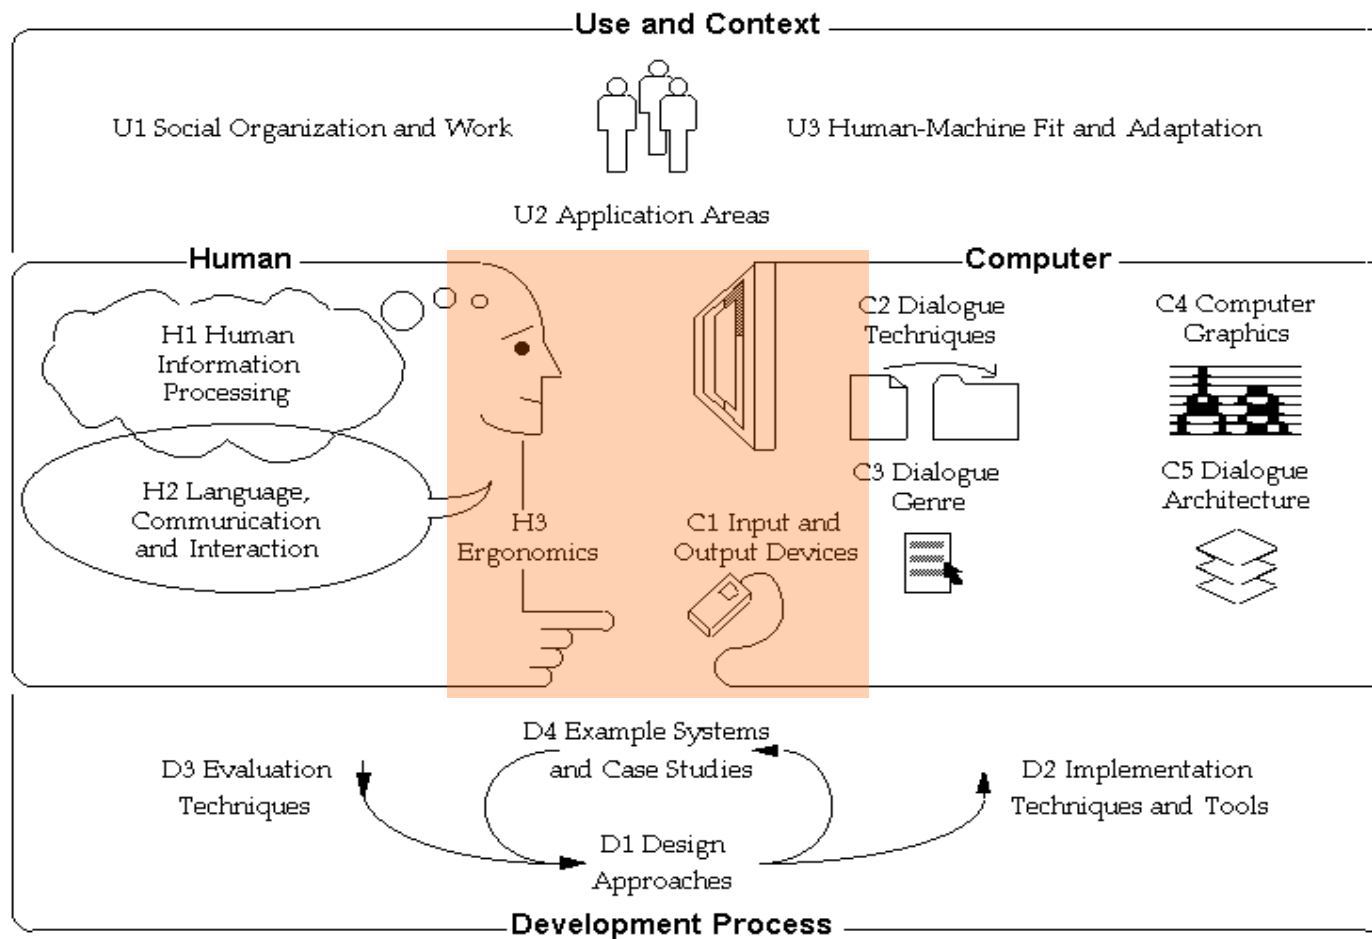 Use and Context
U1 Social Organization and Work
U3 Human-Machine Fit and Adaptation
U2 Application Areas
Human
H1 Human
Information
Processing
H2 Language,
Communication
and Interaction
H3
Ergonomics
Computer
C1 Input and
Output Devices
C2 Dialogue
Techniques
C3 Dialogue
Genre
C4 Computer
Graphics
C5 Dialogue
Architecture
D3 Evaluation
Techniques
D4 Example Systems
and Case Studies
D1 Design
Approaches
D2 Implementation
Techniques and Tools
Development Process